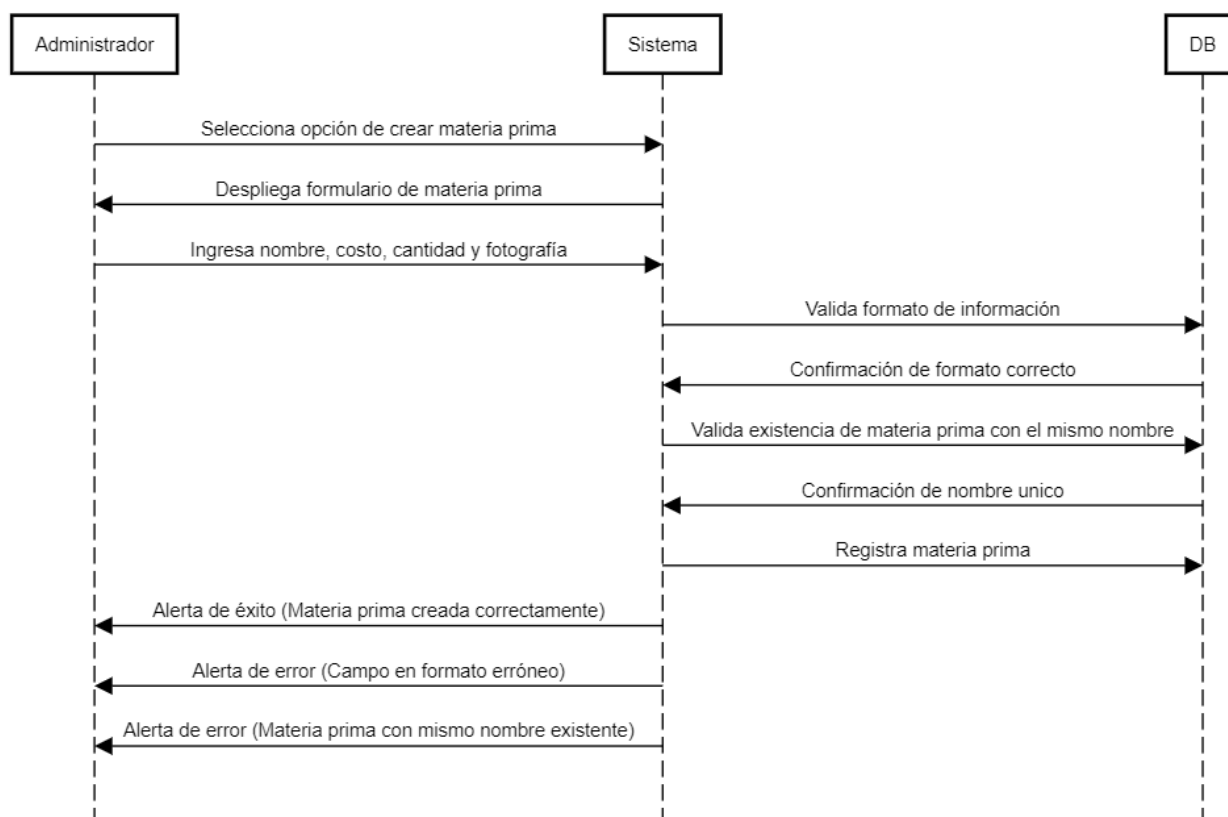 Administrador
Sistema
DB
Selecciona opción de crear materia prima
Despliega formulario de materia prima
Ingresa nombre, costo, cantidad y fotografía
Valida formato de información
Confirmación de formato correcto
Valida existencia de materia prima con el mismo nombre
Confirmación de nombre unico
Registra materia prima
Alerta de éxito (Materia prima creada correctamente)
Alerta de error (Campo en formato erróneo)
Alerta de error (Materia prima con mismo nombre existente)